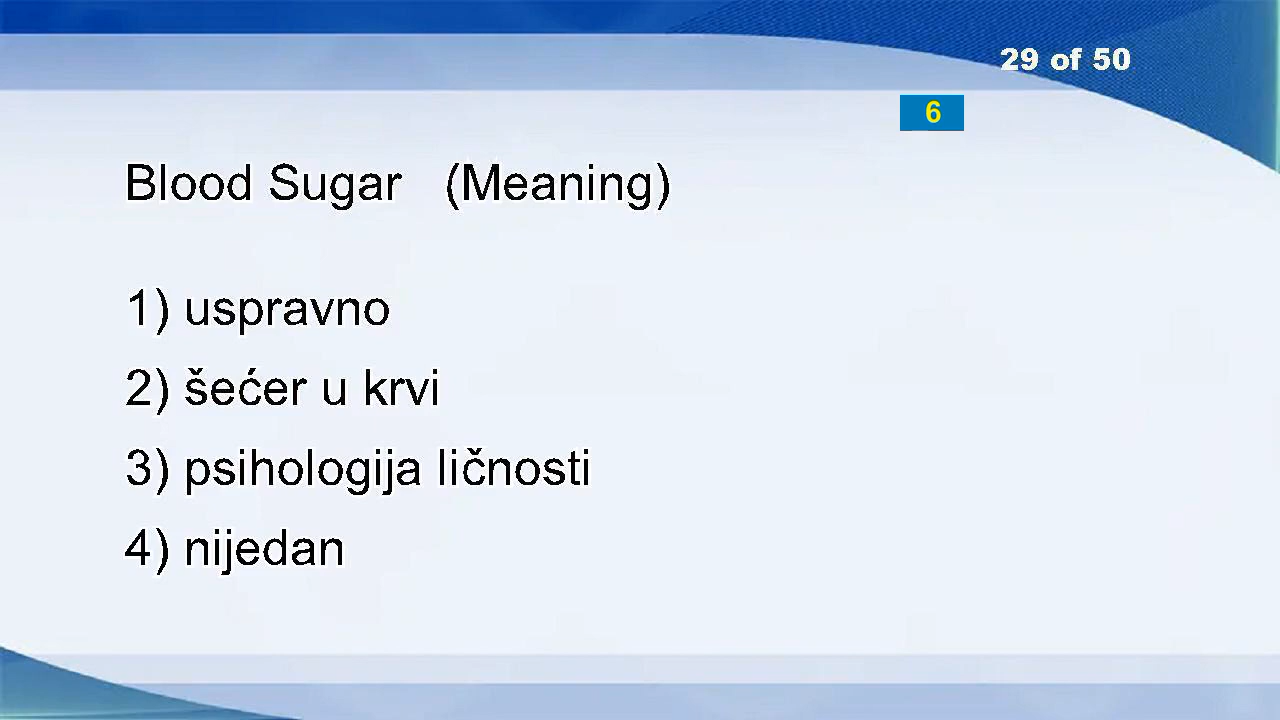 29 of 50
6
Blood Sugar (Meaning)
1) uspravno
2) šećer u krvi
3) psihologija ličnosti
4) nijedan